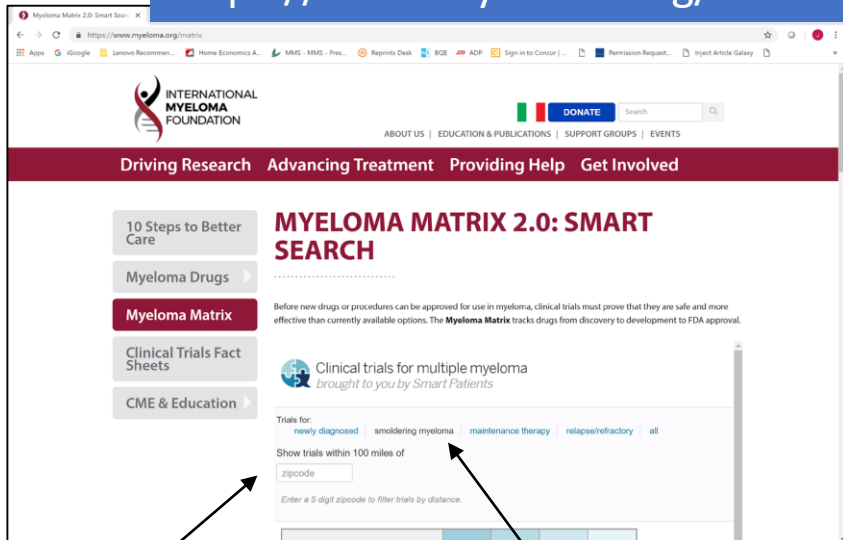 Myeloma Matrix 2.0: Smart Sear
https://www.myeloma.org/matrix
Apps iGoogle Lenovo Recommen... Home Economics A... MMS - MMS - Pres... Reprints Desk BQE ADP Sign in to Concur | ... Permission Request... Inject Article Galaxy
INTERNATIONAL
MYELOMA
FOUNDATION
DONATE Search
ABOUT US | EDUCATION & PUBLICATIONS | SUPPORT GROUPS | EVENTS
Driving Research Advancing Treatment Providing Help Get Involved
10 Steps to Better
Care
Myeloma Drugs
Myeloma Matrix
Clinical Trials Fact
Sheets
CME & Education
MYELOMA MATRIX 2.0: SMART
SEARCH
Before new drugs or procedures can be approved for use in myeloma, clinical trials must prove that they are safe and more
effective than currently available options. The Myeloma Matrix tracks drugs from discovery to development to FDA approval.
Clinical trials for multiple myeloma
brought to you by Smart Patients
Trials for:
newly diagnosed smoldering myeloma maintenance therapy relapse/refractory all
Show trials within 100 miles of
zipcode
Enter a 5 digit zipcode to filter trials by distance.